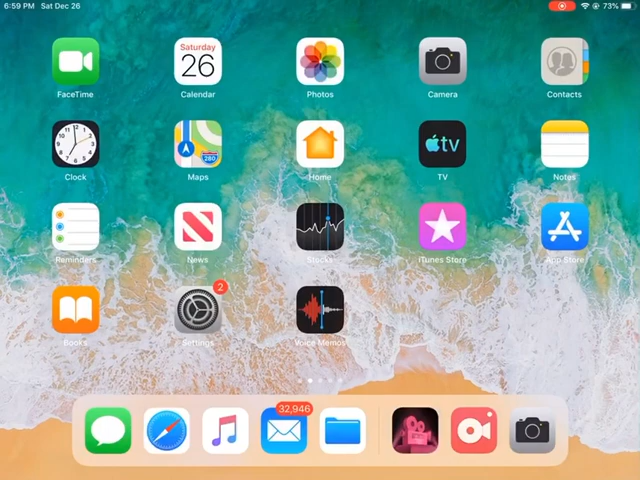 6:59 PM Sat Dec 26
73%
Saturday
26
FaceTime
Calendar
Photos
Camera
Contacts
280
tv
Clock
Maps
Home
TV
Notes
Reminders
News
Stocks
iTunes Store
App Store
2
Books
Settings
Voice Memos
32,946